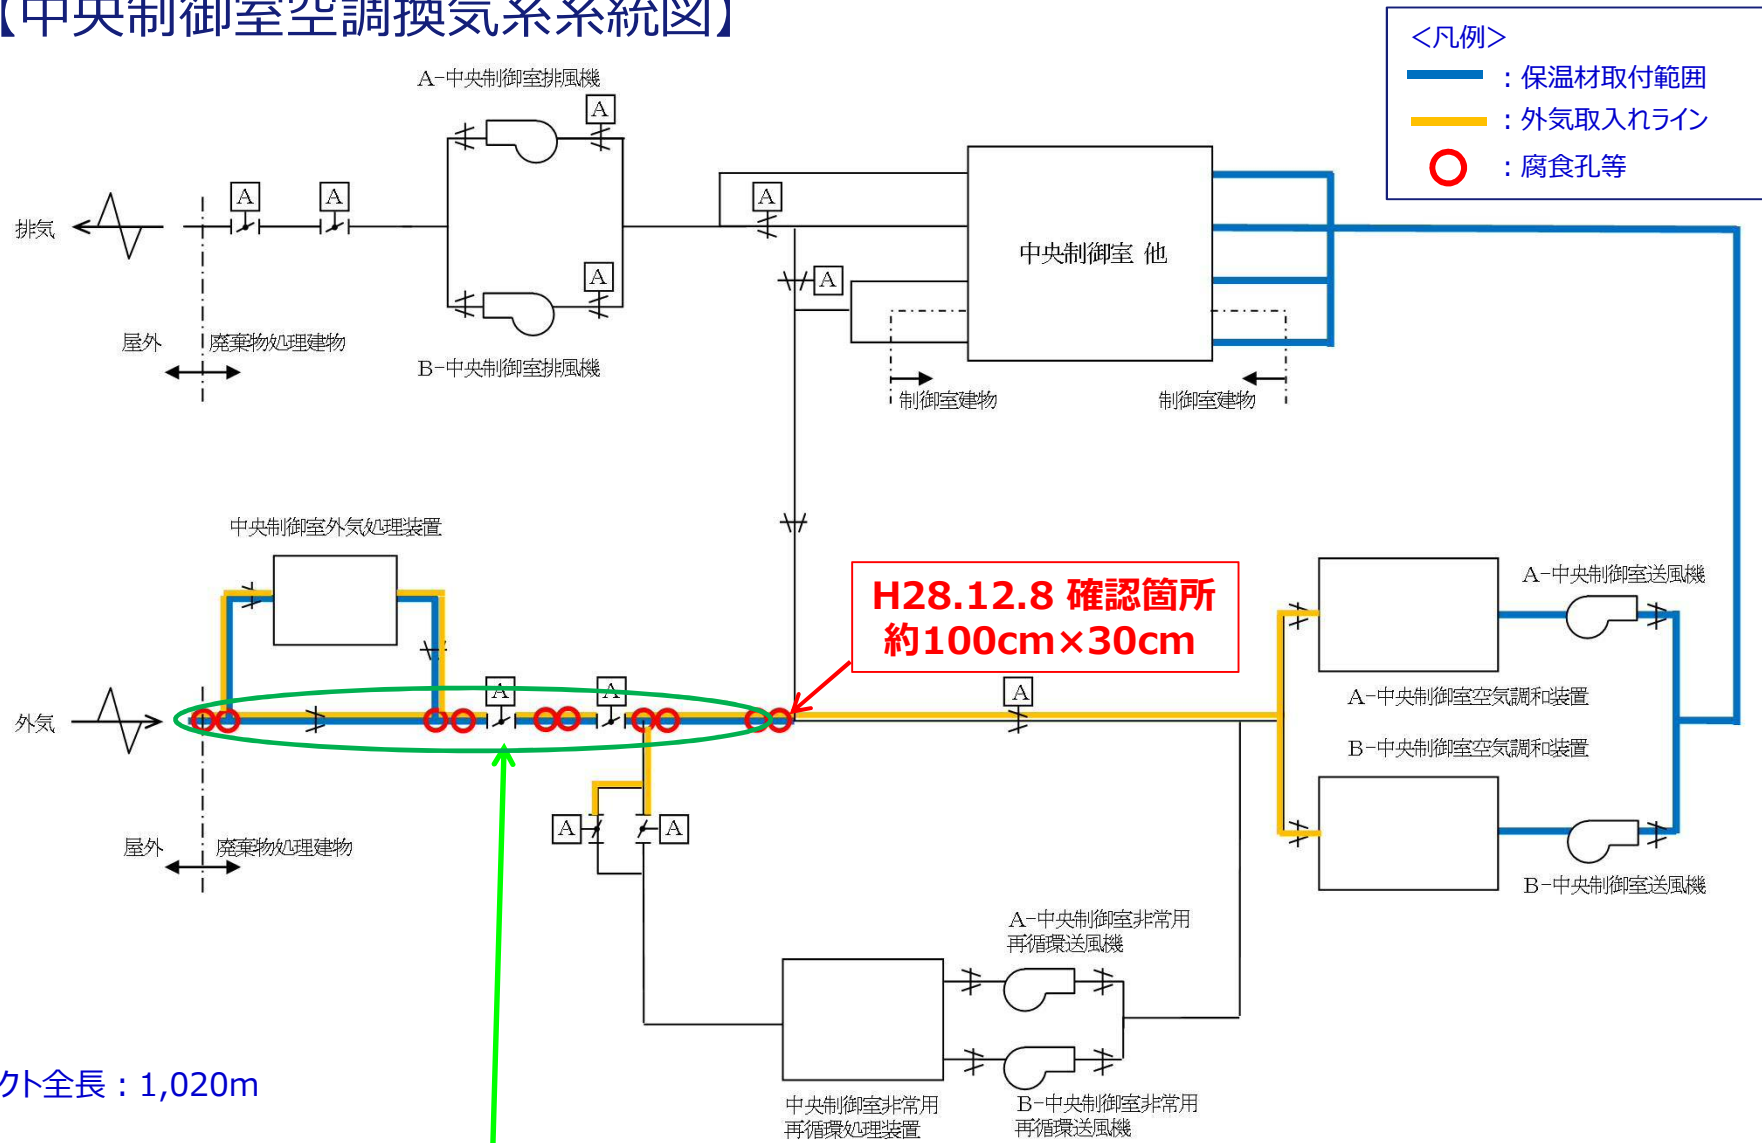 【中央制御室空調換気系系統図】
＜凡例＞
：保温材取付範囲
：外気取入れライン
：腐食孔等
A-中央制御室排風機
A
A
A
A
排気
中央制御室 他
A
A
屋外
廃棄物処理建物
B-中央制御室排風機
制御室建物
制御室建物
中央制御室外気処理装置
H28.12.8 確認箇所
約100cm×30cm
A-中央制御室送風機
A
A
A
A-中央制御室空気調和装置
外気
B-中央制御室空気調和装置
A
A
屋外
廃棄物処理建物
B-中央制御室送風機
A-中央制御室非常用
再循環送風機
クト全長：1,020m
中央制御室非常用
再循環処理装置
B-中央制御室非常用
再循環送風機